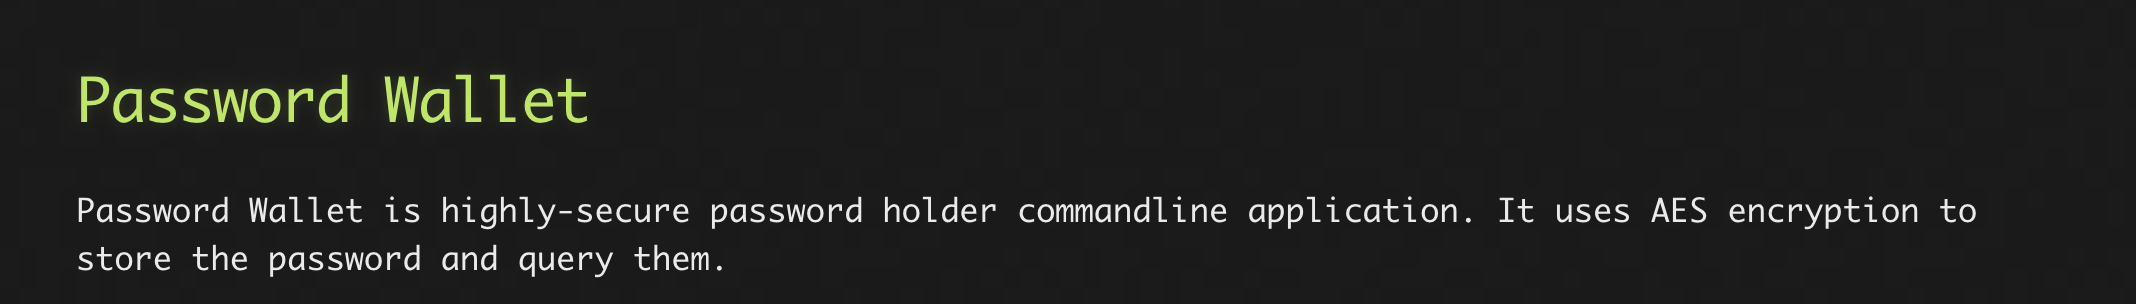 Password Wallet
Password Wallet is highly-secure password holder commandline application. It uses AES encryption to
store the password and query them.